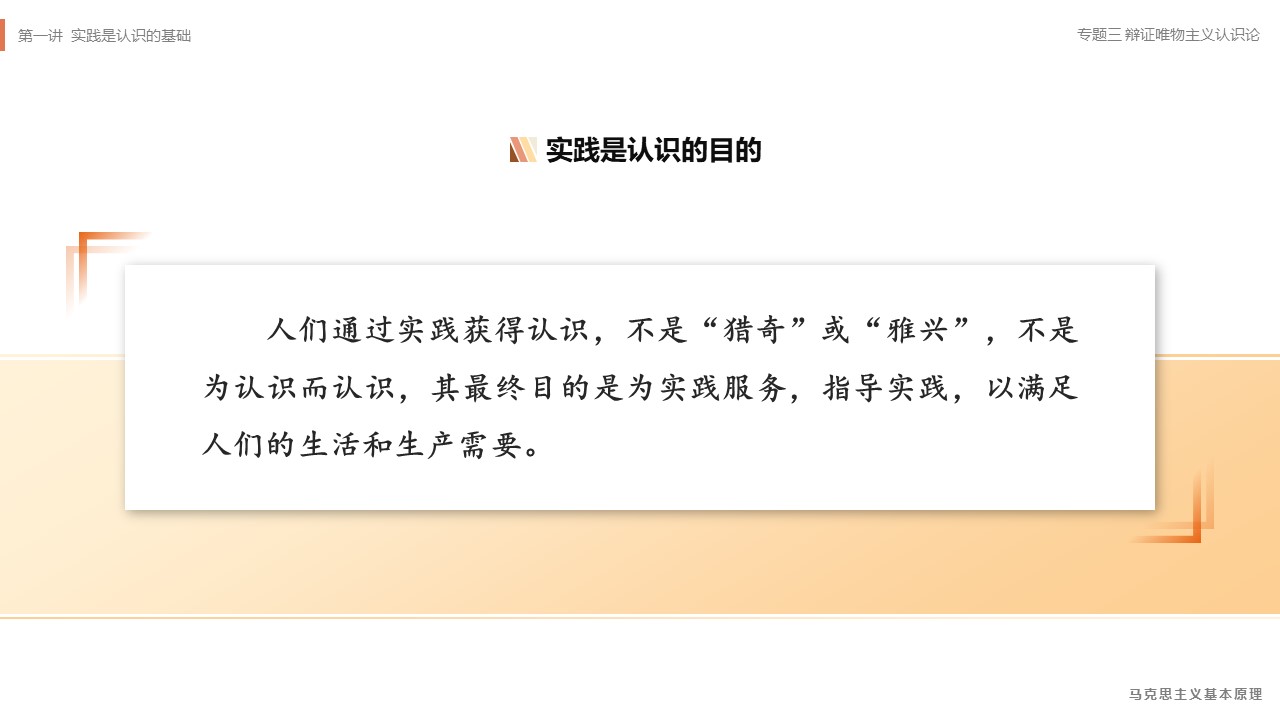 第一讲 实践是认识的基础
专题三 辩证唯物主义认识论
实践是认识的目的
人们通过实践获得认识，不是“猎奇”或“雅兴”，不是
为认识而认识，其最终目的是为实践服务，指导实践，以满足
人们的生活和生产需要。
马克思主义基本原理